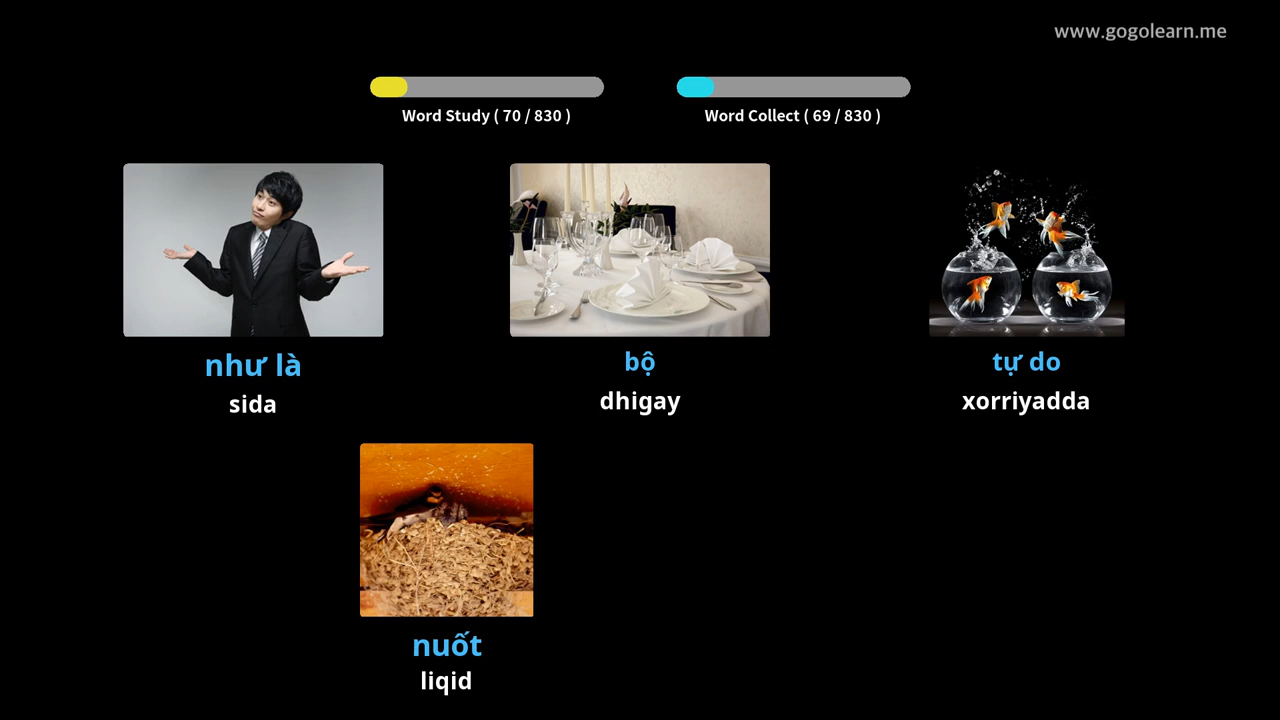 www.gogolearn.me
Word Study ( 70 / 830 )
Word Collect ( 69 / 830 )
như là
sida
bộ
dhigay
tự do
xorriyadda
nuốt
liqid